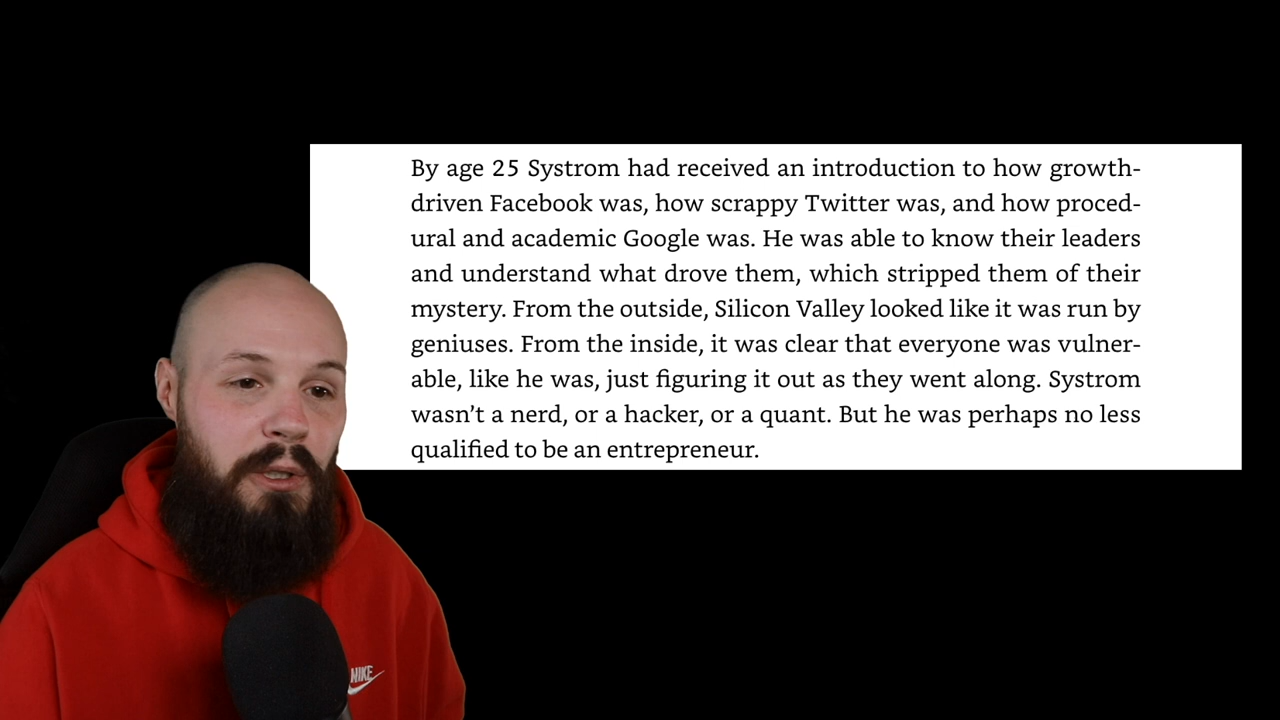 By age 25 Systrom had received an introduction to how growth-
driven Facebook was, how scrappy Twitter was, and how proced-
ural and academic Google was. He was able to know their leaders
and understand what drove them, which stripped them of their
mystery. From the outside, Silicon Valley looked like it was run by
geniuses. From the inside, it was clear that everyone was vulner-
able, like he was, just figuring it out as they went along. Systrom
wasn’t a nerd, or a hacker, or a quant. But he was perhaps no less
qualified to be an entrepreneur.
NIKE